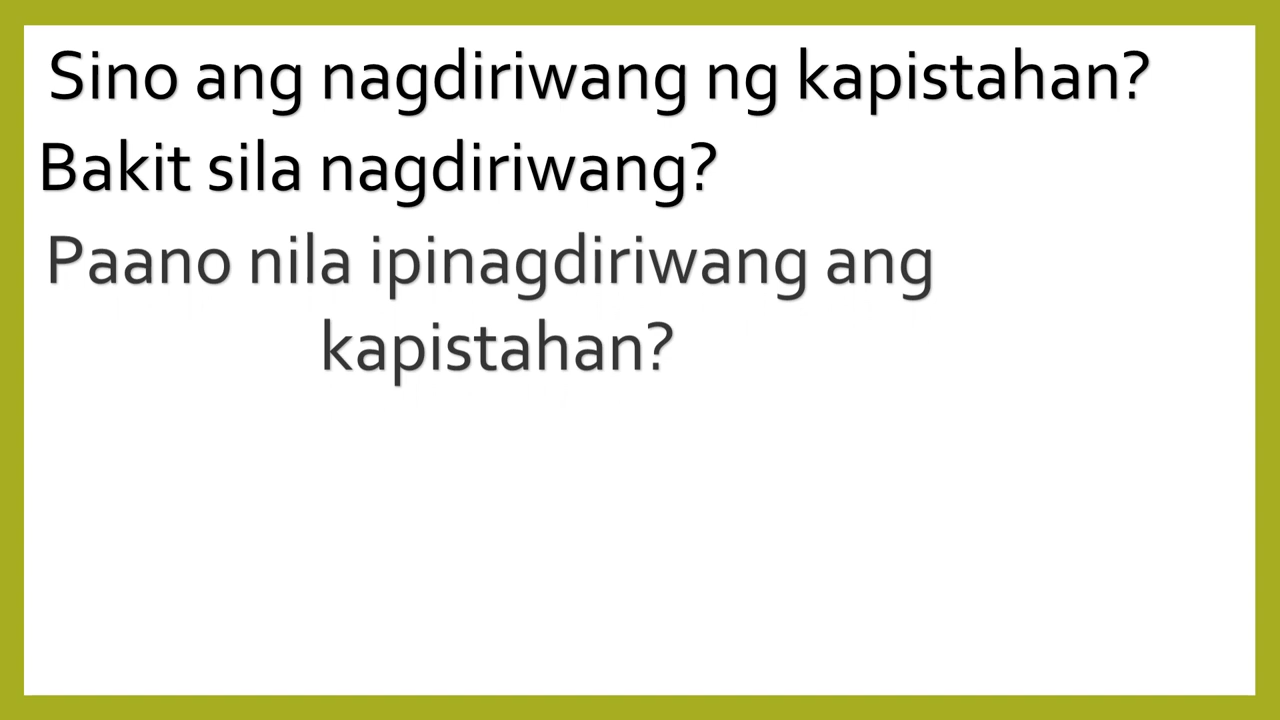 Sino ang nagdiriwang ng kapistahan?
Bakit sila nagdiriwang?
Paano nila ipinagdiriwang ang
kapistahan?